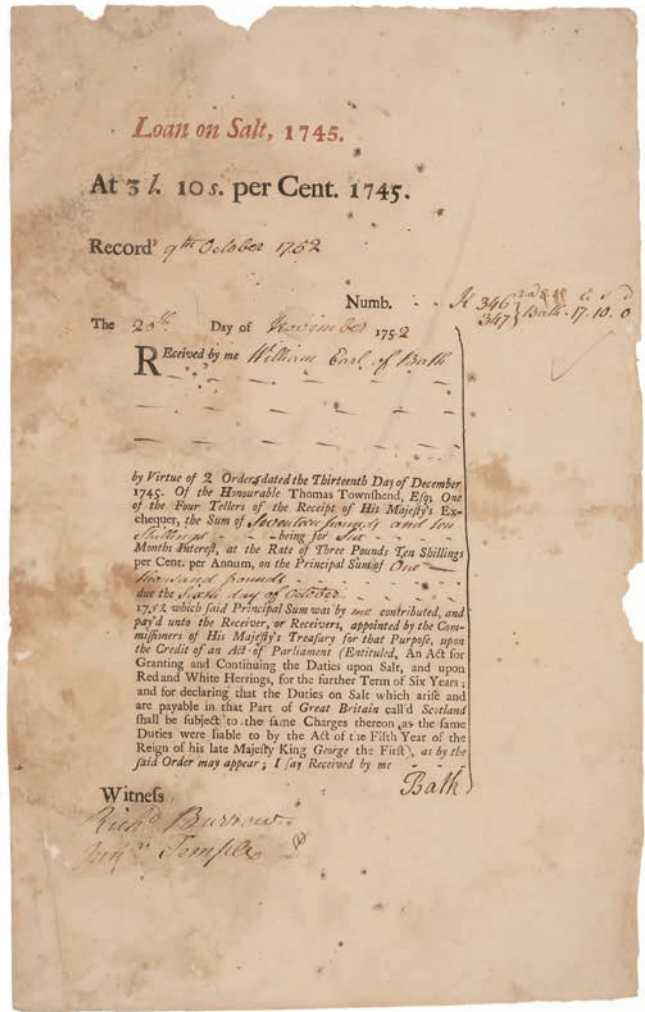 Loan on Salt, 1745.
At 3 l. 10 s. per Cent. 1745.
Record' 9th October 1752
Numb. 346
347 } Bath - 17. 10. 0
The 20th Day of November 1752
REceived by me William Earl of Bath
by Virtue of 2 Orders dated the Thirteenth Day of December
1745. Of the Honourable Thomas Townshend, Esq; One
of the Four Tellers of the Receipt of His Majesty's Ex-
chequer, the Sum of Seventeen pounds and ten
Shillings being for Six
Months Interest, at the Rate of Three Pounds Ten Shillings
per Cent. per Annum, on the Principal Sum of One
thousand pounds
due the Sixth day of October
1752 which said Principal Sum was by me contributed, and
pay'd unto the Receiver, or Receivers, appointed by the Com-
missioners of His Majesty's Treasury for that Purpose, upon
the Credit of an Act of Parliament (Entituled, An Act for
Granting and Continuing the Duties upon Salt, and upon
Red and White Herrings, for the further Term of Six Years;
and for declaring that the Duties on Salt which arise and
are payable in that Part of Great Britain call'd Scotland
shall be subject to the same Charges thereon as the same
Duties were liable to by the Act of the Fifth Year of the
Reign of his late Majesty King George the First), as by the
said Order may appear; I say Received by me
Bath
Witness
Richd Burrow
Temple